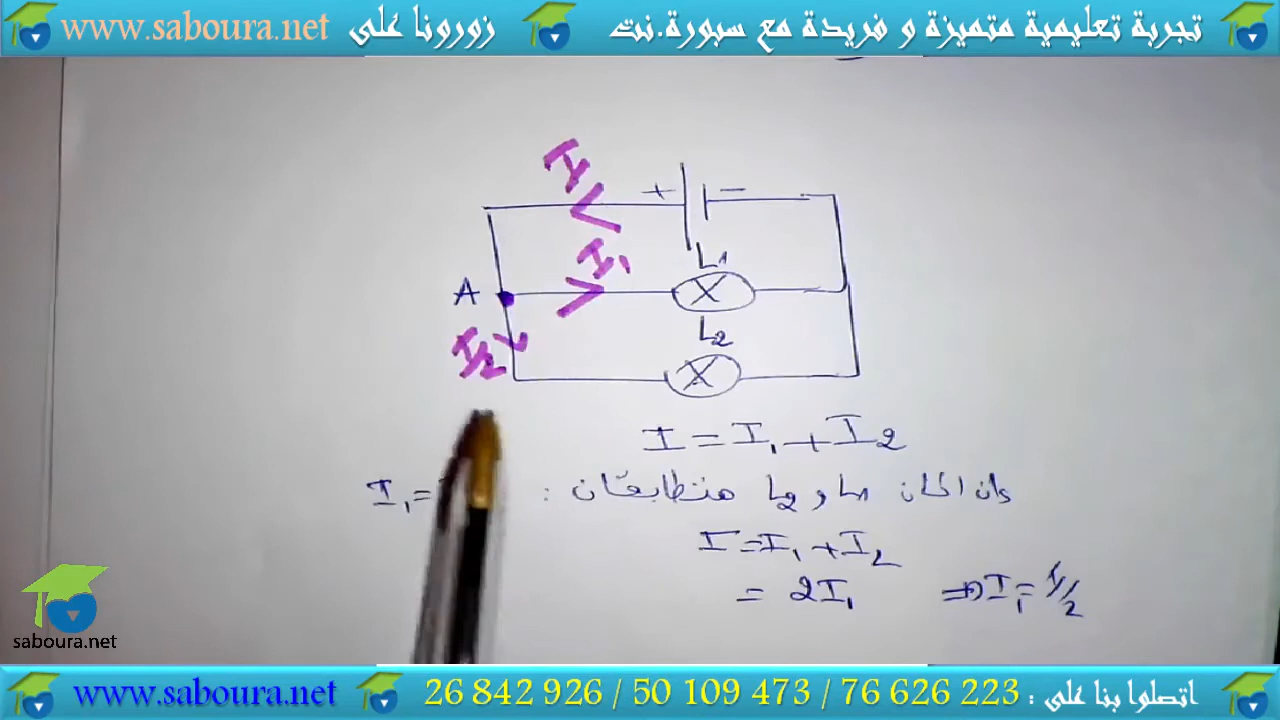 تجربة تعليمية متميزة و فريدة مع سبورة.نت زورونا على www.saboura.net
I
+ −
I₁ L1
A
L2
I₂
I = I₁ + I2
L1 و L2 متطابقتان : I₁ =
I = I₁ + I2
= 2I₁ ⇒ I₁ = I/2
saboura.net
اتصلوا بنا على : 26 842 926 / 50 109 473 / 76 626 223 www.saboura.net